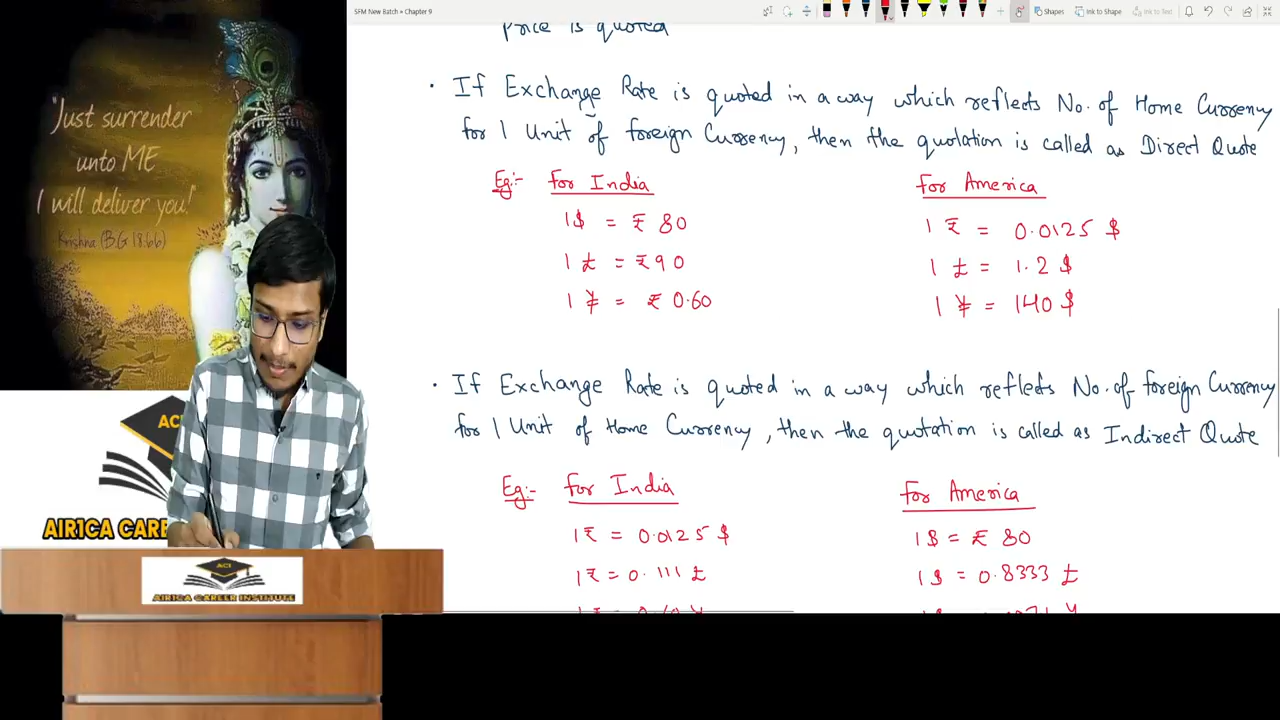 SFM New Batch » Chapter 9
Shapes
Ink to Shape
Ink to Text
price is quoted
"Just surrender
unto ME
I will deliver you!"
Krishna (BG 18:66)
• If Exchange Rate is quoted in a way which reflects No. of Home Currency
for 1 Unit of foreign Currency, then the quotation is called as Direct Quote
Eg:- for India
1$ = ₹ 80
1 £ = ₹90
1 ¥ = ₹ 0.60
for America
1 ₹ = 0.0125 $
1 £ = 1.2 $
1 ¥ = 140 $
• If Exchange Rate is quoted in a way which reflects No. of foreign Currency
for 1 Unit of Home Currency, then the quotation is called as Indirect Quote
Eg:- for India
1₹ = 0.0125 $
1₹ = 0.111 £
for America
1$ = ₹ 80
1$ = 0.8333 £
ACI
AIR1CA CARE
ACI
AIR1CA CAREER INSTITUTE